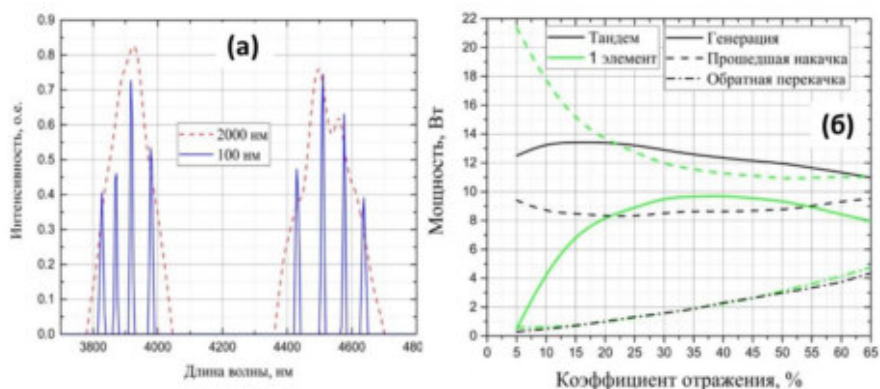 (а)
Интенсивность, о.е.
0.9
0.8
0.7
0.6
0.5
0.4
0.3
0.2
0.1
0.0
2000 нм
100 нм
3800 4000 4200 4400 4600 480
Длина волны, нм
(б)
Мощность, Вт
22
20
18
16
14
12
10
8
6
4
2
0
Тандем
1 элемент
Генерация
Прошедшая накачка
Обратная перекачка
0 5 10 15 20 25 30 35 40 45 50 55 60 65
Коэффициент отражения, %